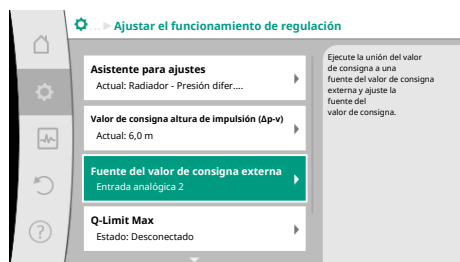 ... Ajustar el funcionamiento de regulación
Asistente para ajustes
Actual: Radiador - Presión difer....
Valor de consigna altura de impulsión (Δp-v)
Actual: 6,0 m
Fuente del valor de consigna externa
Entrada analógica 2
Q-Limit Max
Estado: Desconectado
Ejecute la unión del valor
de consigna a una
fuente del valor de consigna
externa y ajuste la
fuente del
valor de consigna.
?